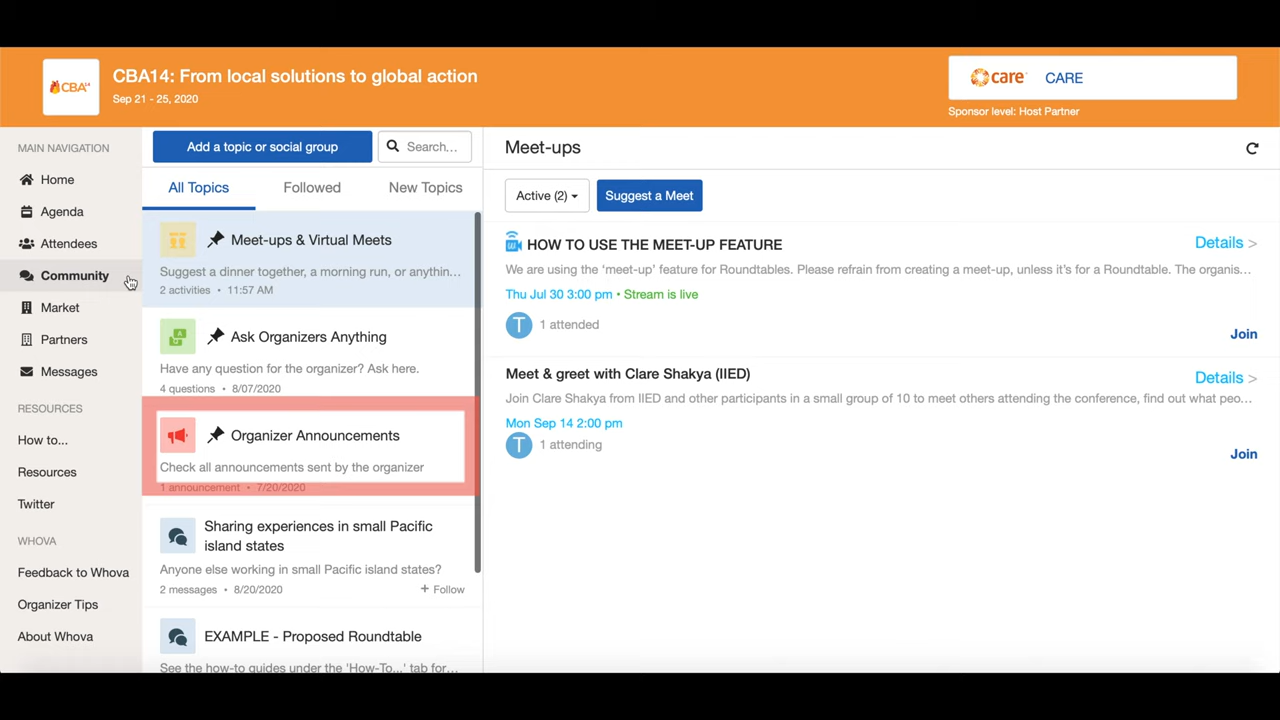 CBA14
CBA14: From local solutions to global action
Sep 21 - 25, 2020
care
CARE
Sponsor level: Host Partner
MAIN NAVIGATION
Home
Agenda
Attendees
Community
Market
Partners
Messages
RESOURCES
How to...
Resources
Twitter
WHOVA
Feedback to Whova
Organizer Tips
About Whova
Add a topic or social group
Search...
All Topics
Followed
New Topics
Meet-ups & Virtual Meets
Suggest a dinner together, a morning run, or anythin...
2 activities • 11:57 AM
Ask Organizers Anything
Have any question for the organizer? Ask here.
4 questions • 8/07/2020
Organizer Announcements
Check all announcements sent by the organizer
1 announcement • 7/20/2020
Sharing experiences in small Pacific
island states
Anyone else working in small Pacific island states?
2 messages • 8/20/2020
+ Follow
EXAMPLE - Proposed Roundtable
See the how-to guides under the 'How-To...' tab for...
Meet-ups
Active (2)
Suggest a Meet
HOW TO USE THE MEET-UP FEATURE
Details >
We are using the 'meet-up' feature for Roundtables. Please refrain from creating a meet-up, unless it's for a Roundtable. The organis...
Thu Jul 30 3:00 pm • Stream is live
T
1 attended
Join
Meet & greet with Clare Shakya (IIED)
Details >
Join Clare Shakya from IIED and other participants in a small group of 10 to meet others attending the conference, find out what peo...
Mon Sep 14 2:00 pm
T
1 attending
Join